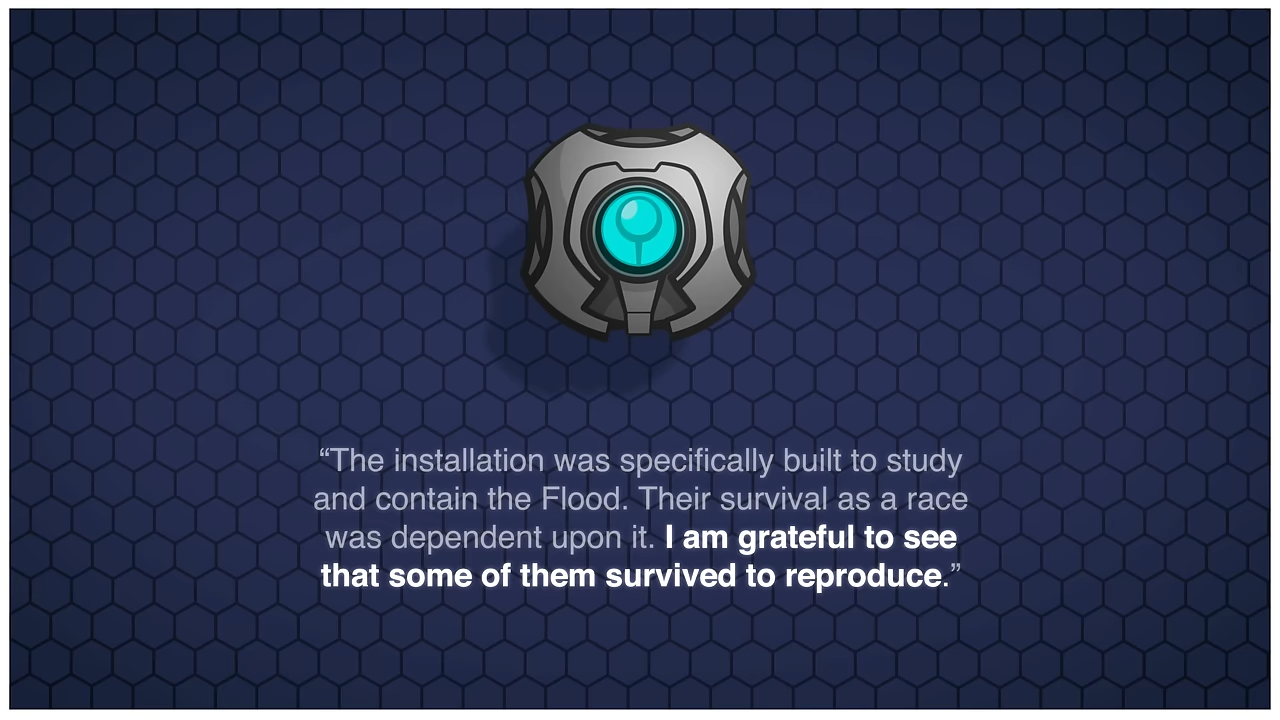 “The installation was specifically built to study
and contain the Flood. Their survival as a race
was dependent upon it. I am grateful to see
that some of them survived to reproduce.”